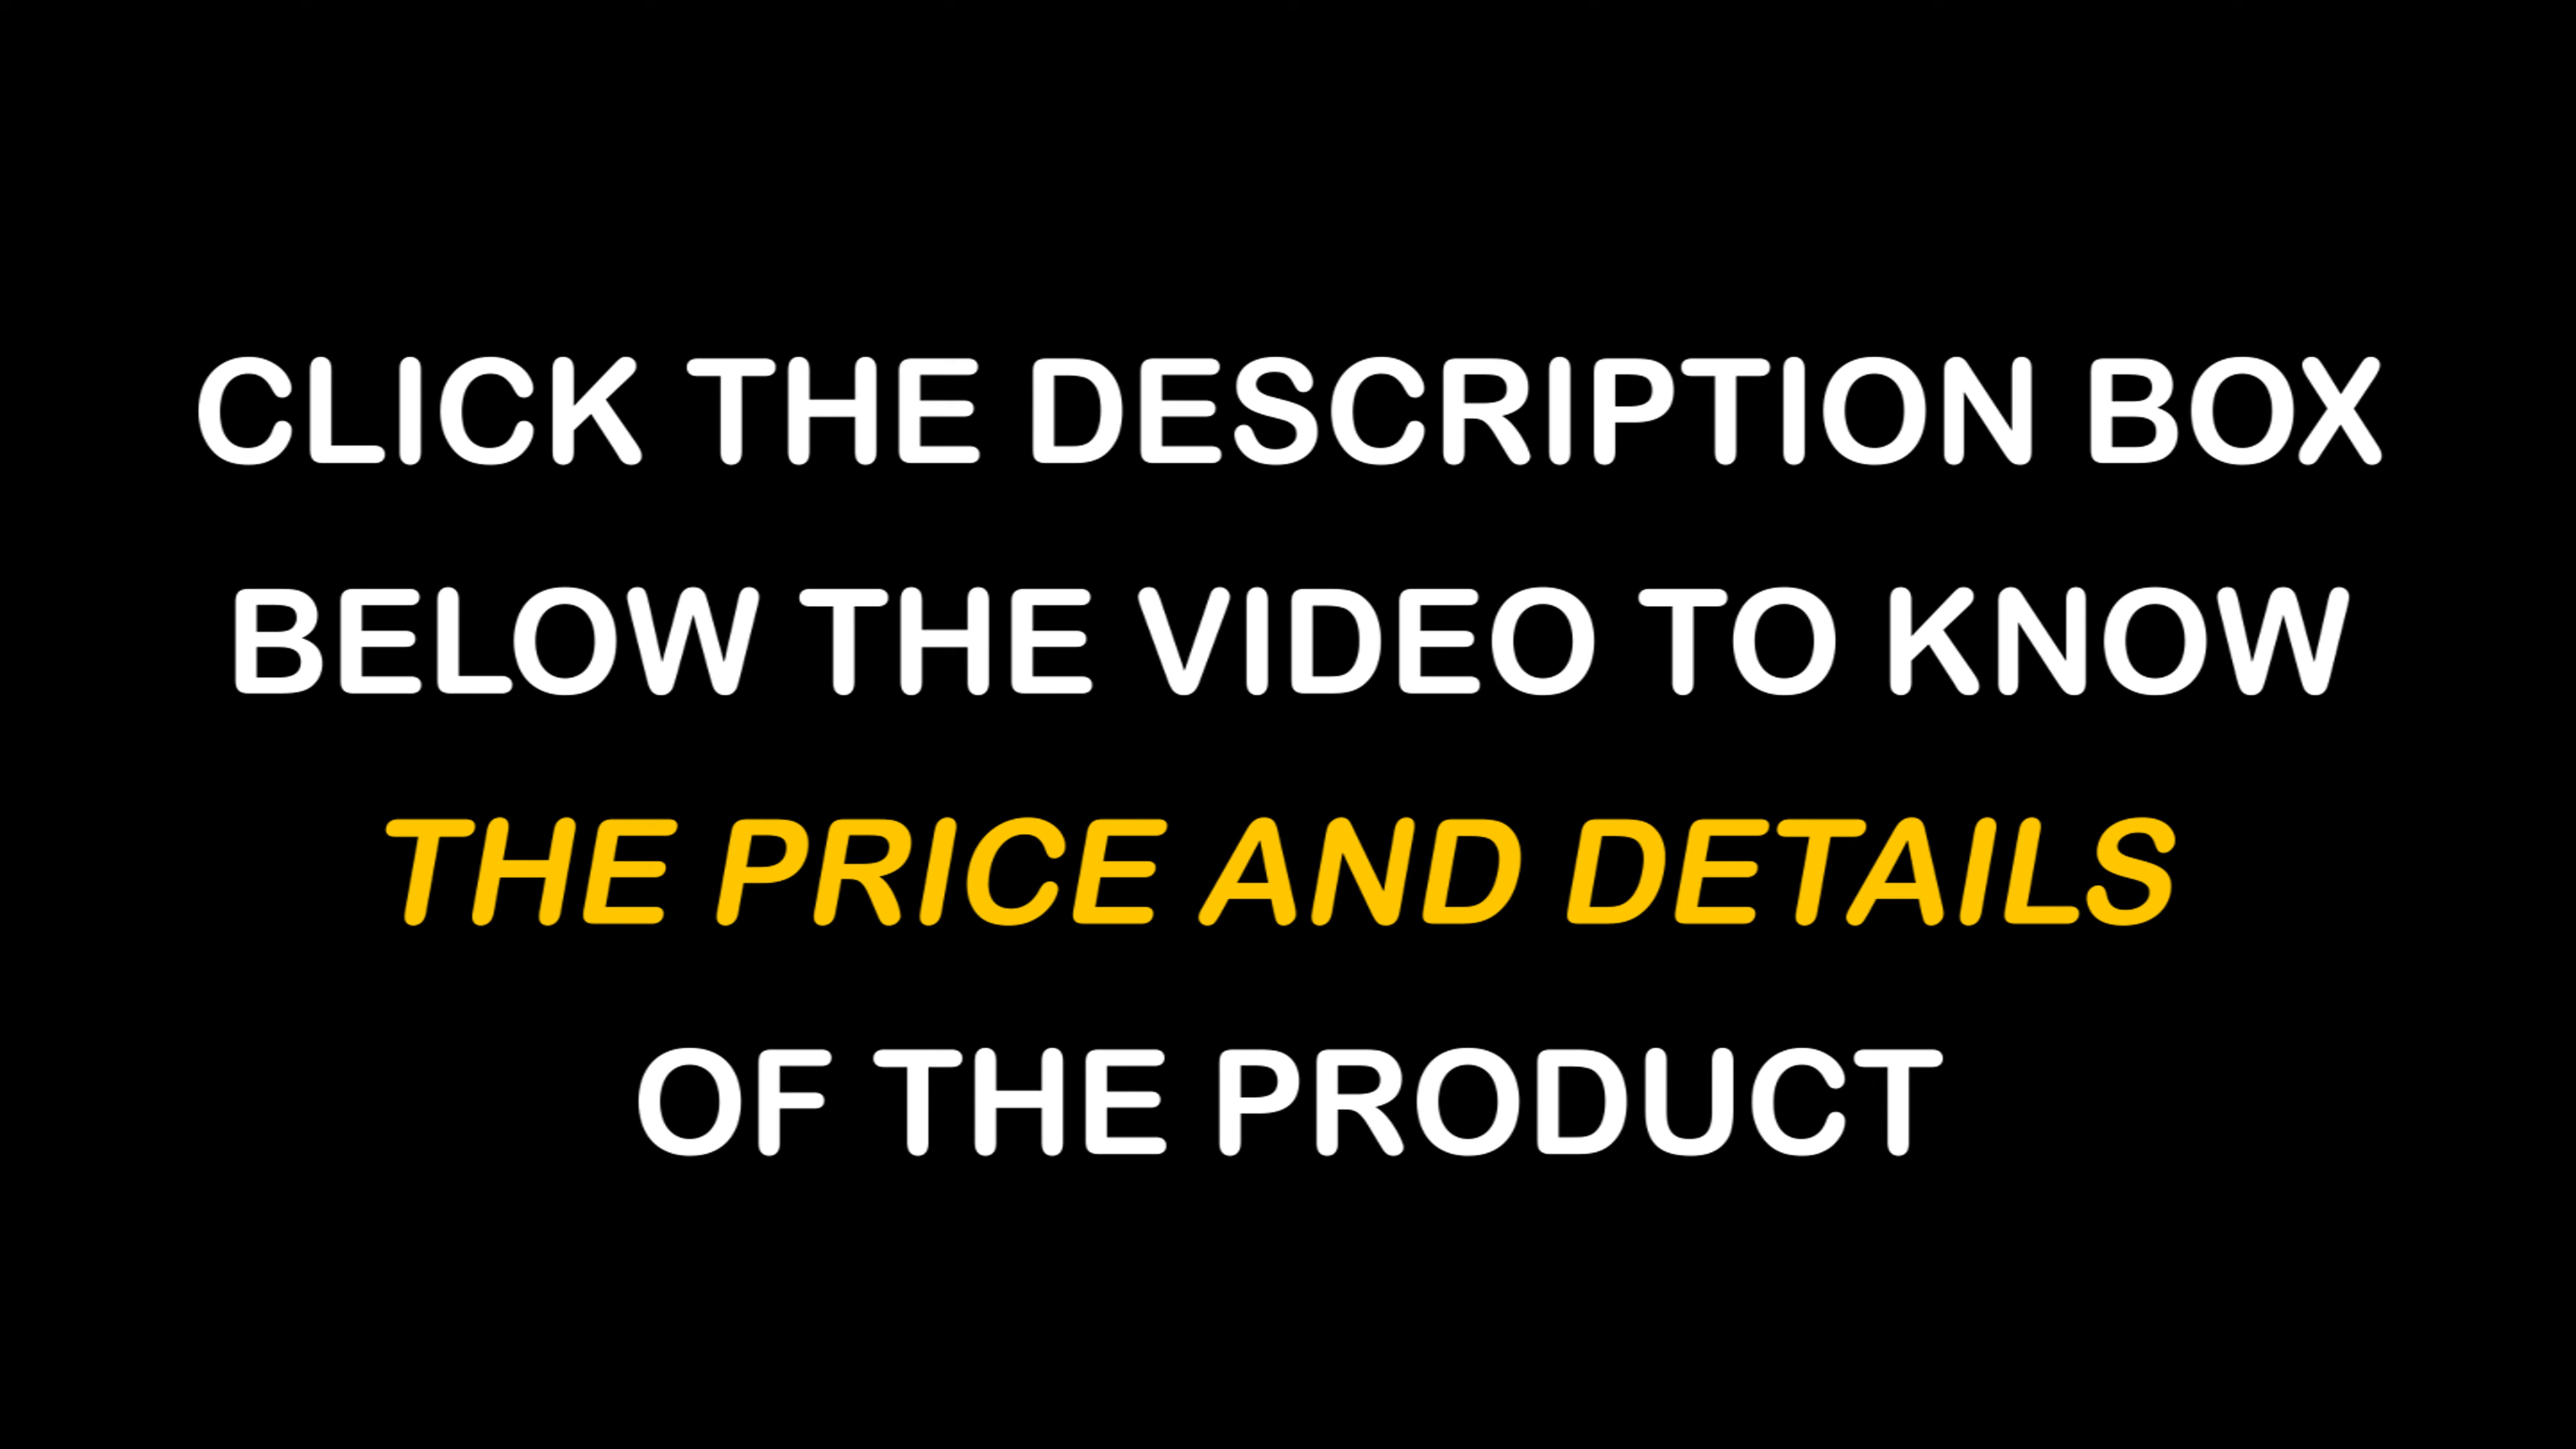 CLICK THE DESCRIPTION BOX
BELOW THE VIDEO TO KNOW
THE PRICE AND DETAILS
OF THE PRODUCT